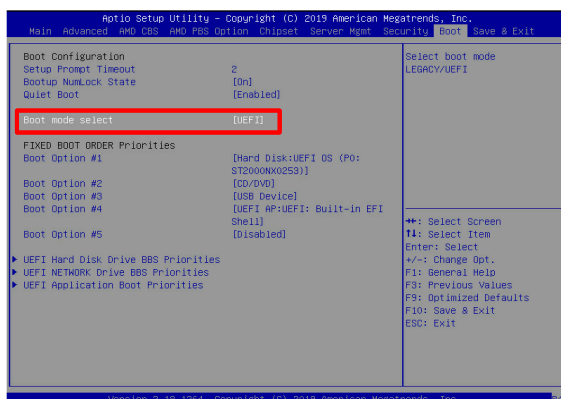 Aptio Setup Utility – Copyright (C) 2019 American Megatrends, Inc.
Main Advanced AMD CBS AMD PBS Option Chipset Server Mgmt Security Boot Save & Exit
Boot Configuration
Setup Prompt Timeout 2
Bootup NumLock State [On]
Quiet Boot [Enabled]
Boot mode select [UEFI]
FIXED BOOT ORDER Priorities
Boot Option #1 [Hard Disk:UEFI OS (P0:
ST2000NX0253)]
Boot Option #2 [CD/DVD]
Boot Option #3 [USB Device]
Boot Option #4 [UEFI AP:UEFI: Built-in EFI
Shell]
Boot Option #5 [Disabled]
UEFI Hard Disk Drive BBS Priorities
UEFI NETWORK Drive BBS Priorities
UEFI Application Boot Priorities
Select boot mode
LEGACY/UEFI
→←: Select Screen
↑↓: Select Item
Enter: Select
+/-: Change Opt.
F1: General Help
F3: Previous Values
F9: Optimized Defaults
F10: Save & Exit
ESC: Exit